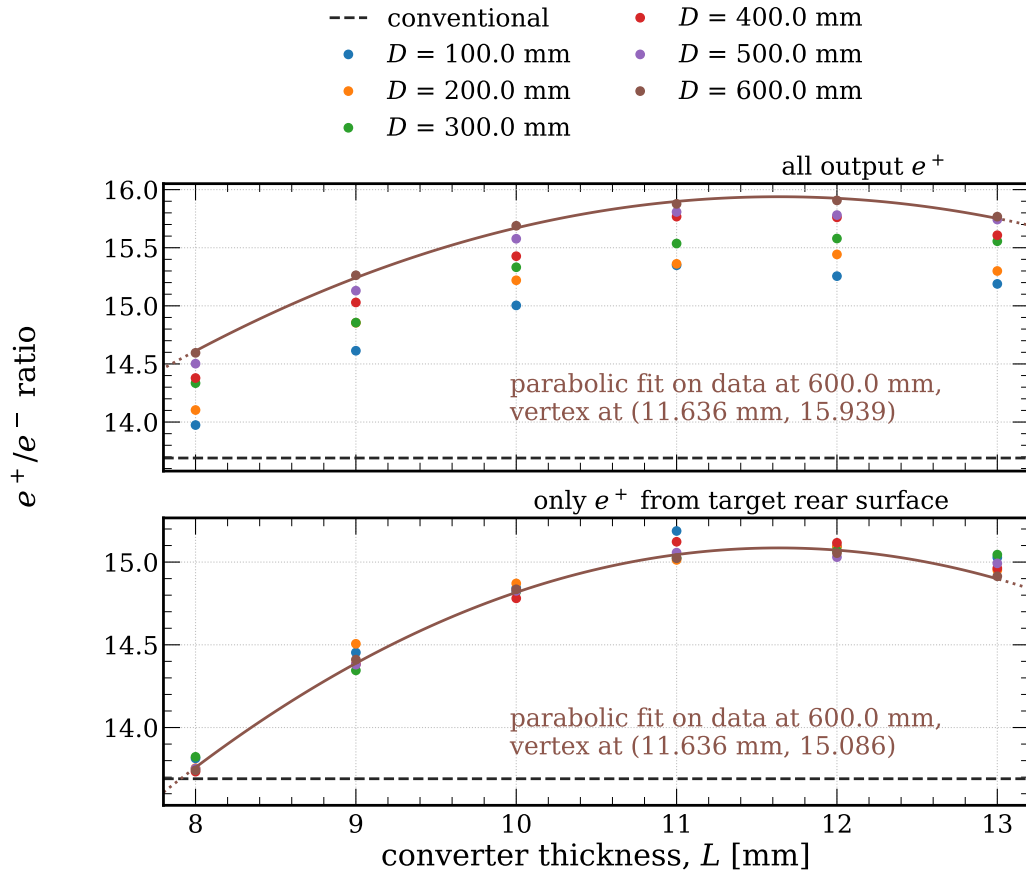 conventional
D = 100.0 mm
D = 200.0 mm
D = 300.0 mm
D = 400.0 mm
D = 500.0 mm
D = 600.0 mm
all output e⁺
16.0
15.5
15.0
14.5
14.0
parabolic fit on data at 600.0 mm,
vertex at (11.636 mm, 15.939)
e⁺/e⁻ ratio
only e⁺ from target rear surface
15.0
14.5
14.0
parabolic fit on data at 600.0 mm,
vertex at (11.636 mm, 15.086)
8 9 10 11 12 13
converter thickness, L [mm]